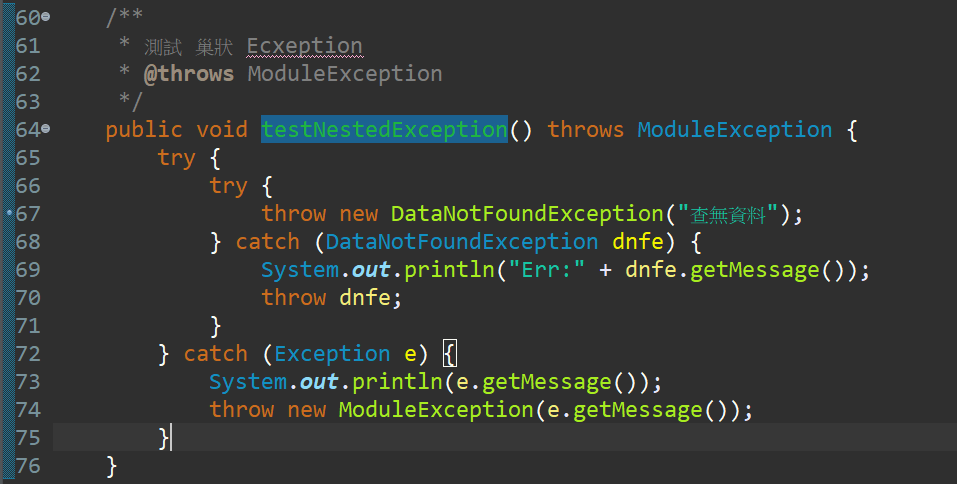 60 /**
61 * 測試 巢狀 Ecxeption
62 * @throws ModuleException
63 */
64 public void testNestedException() throws ModuleException {
65 try {
66 try {
67 throw new DataNotFoundException("查無資料");
68 } catch (DataNotFoundException dnfe) {
69 System.out.println("Err:" + dnfe.getMessage());
70 throw dnfe;
71 }
72 } catch (Exception e) {
73 System.out.println(e.getMessage());
74 throw new ModuleException(e.getMessage());
75 }
76 }